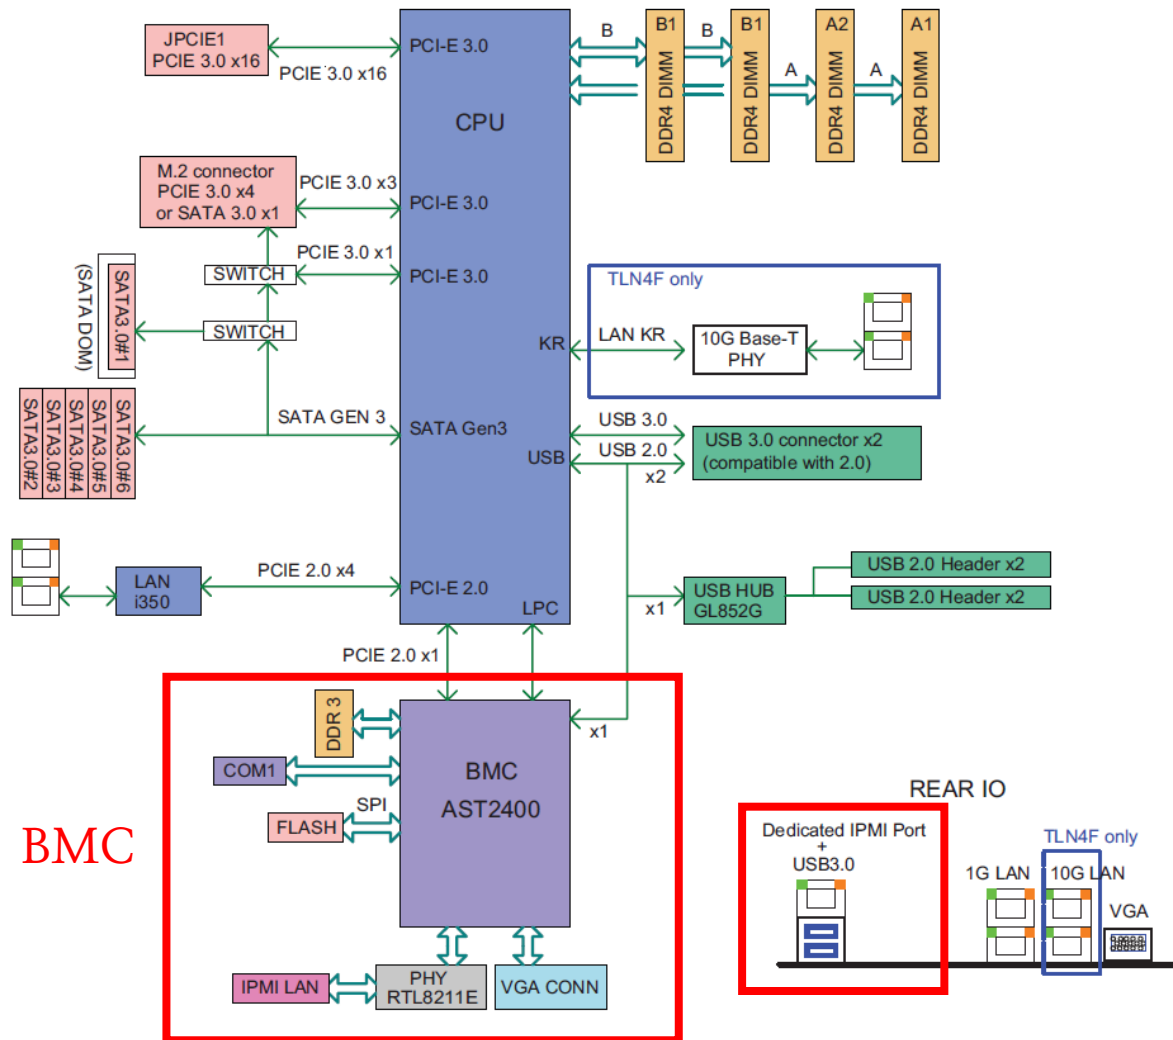 JPCIE1
PCIE 3.0 x16
PCIE 3.0 x16
PCI-E 3.0
CPU
B
B
A
A
B1
DDR4 DIMM
B1
DDR4 DIMM
A2
DDR4 DIMM
A1
DDR4 DIMM
M.2 connector
PCIE 3.0 x4
or SATA 3.0 x1
PCIE 3.0 x3
PCI-E 3.0
PCIE 3.0 x1
PCI-E 3.0
SWITCH
SWITCH
(SATA DOM)
SATA3.0#1
TLN4F only
KR
LAN KR
10G Base-T
PHY
SATA3.0#2
SATA3.0#3
SATA3.0#4
SATA3.0#5
SATA3.0#6
SATA GEN 3
SATA Gen3
USB
USB 3.0
USB 2.0
x2
USB 3.0 connector x2
(compatible with 2.0)
LAN
i350
PCIE 2.0 x4
PCI-E 2.0
LPC
x1
USB HUB
GL852G
USB 2.0 Header x2
USB 2.0 Header x2
PCIE 2.0 x1
x1
BMC
DDR 3
COM1
SPI
FLASH
BMC
AST2400
IPMI LAN
PHY
RTL8211E
VGA CONN
REAR IO
Dedicated IPMI Port
+
USB3.0
TLN4F only
1G LAN
10G LAN
VGA